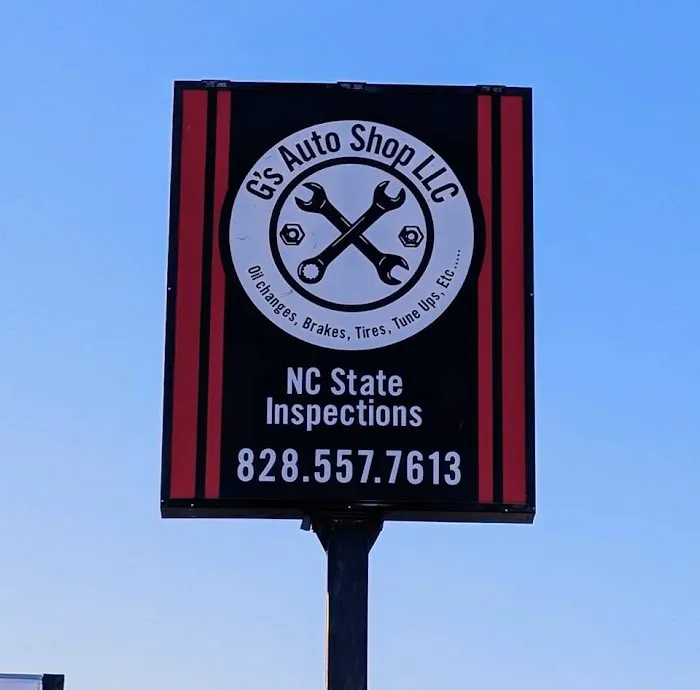 G's Auto Shop LLC
Oil changes, Brakes, Tires, Tune Ups, Etc.....
NC State
Inspections
828.557.7613